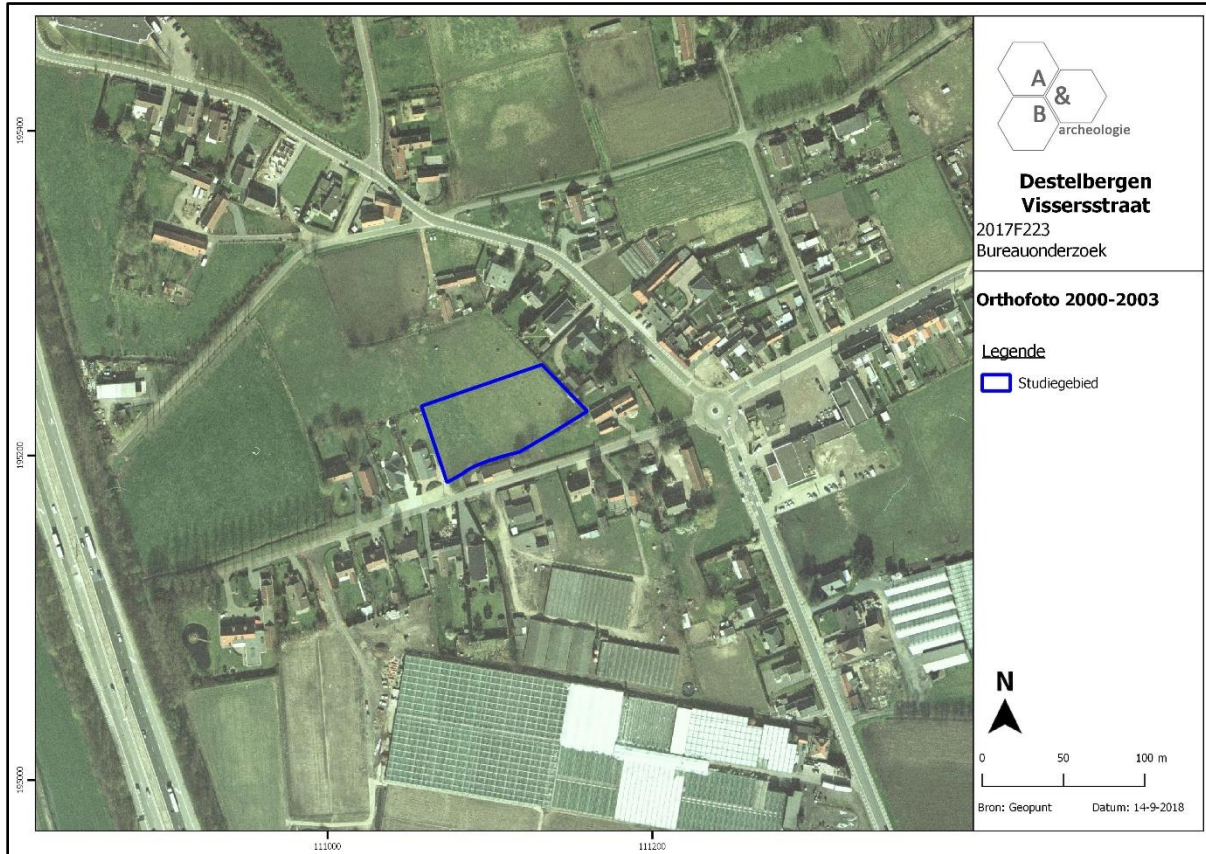 A
&
B
archeologie
Destelbergen
Vissersstraat
2017F223
Bureauonderzoek
Orthofoto 2000-2003
Legende
Studiegebied
N
0 50 100 m
Bron: Geopunt Datum: 14-9-2018
195400
195200
195000
111000 111200